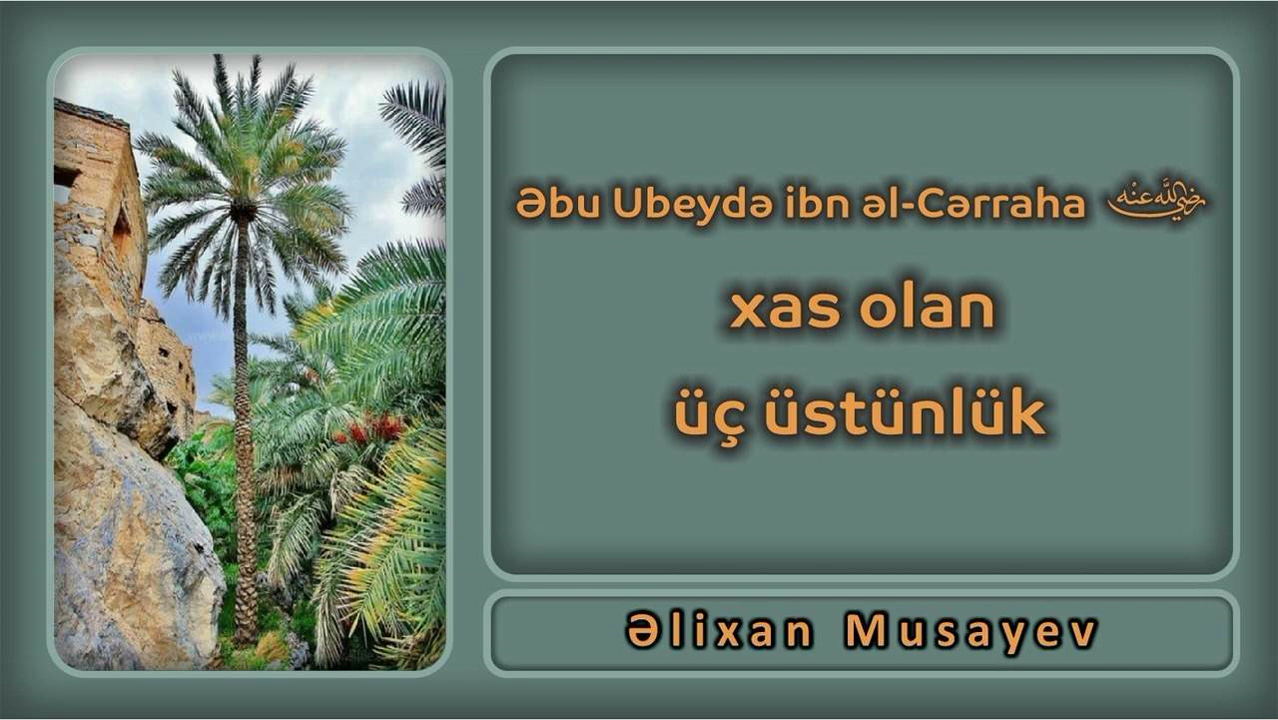 Əbu Ubeydə ibn əl-Cərraha رضي الله عنه
xas olan
üç üstünlük
Əlixan Musayev